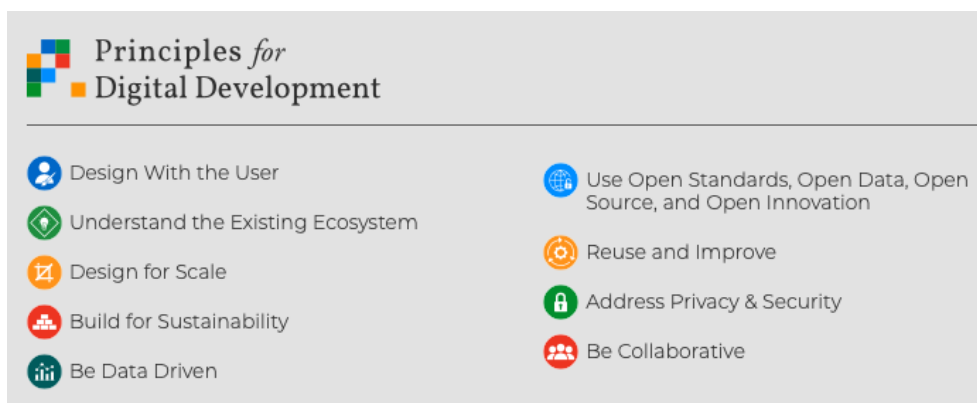 Principles for
Digital Development
Design With the User
Understand the Existing Ecosystem
Design for Scale
Build for Sustainability
Be Data Driven
Use Open Standards, Open Data, Open
Source, and Open Innovation
Reuse and Improve
Address Privacy & Security
Be Collaborative